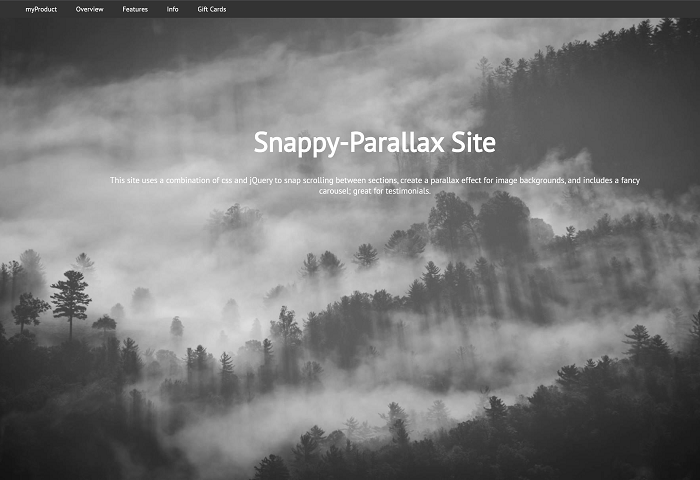 myProduct Overview Features Info Gift Cards
Snappy-Parallax Site
This site uses a combination of css and jQuery to snap scrolling between sections, create a parallax effect for image backgrounds, and includes a fancy
carousel; great for testimonials.